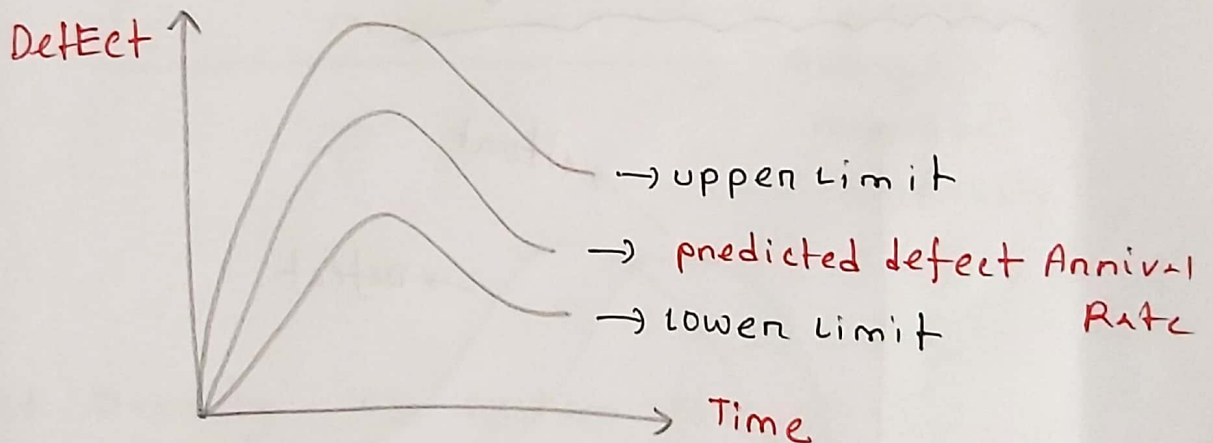 Defect
→ upper Limit
→ predicted defect Arrival
Rate
→ Lower Limit
Time